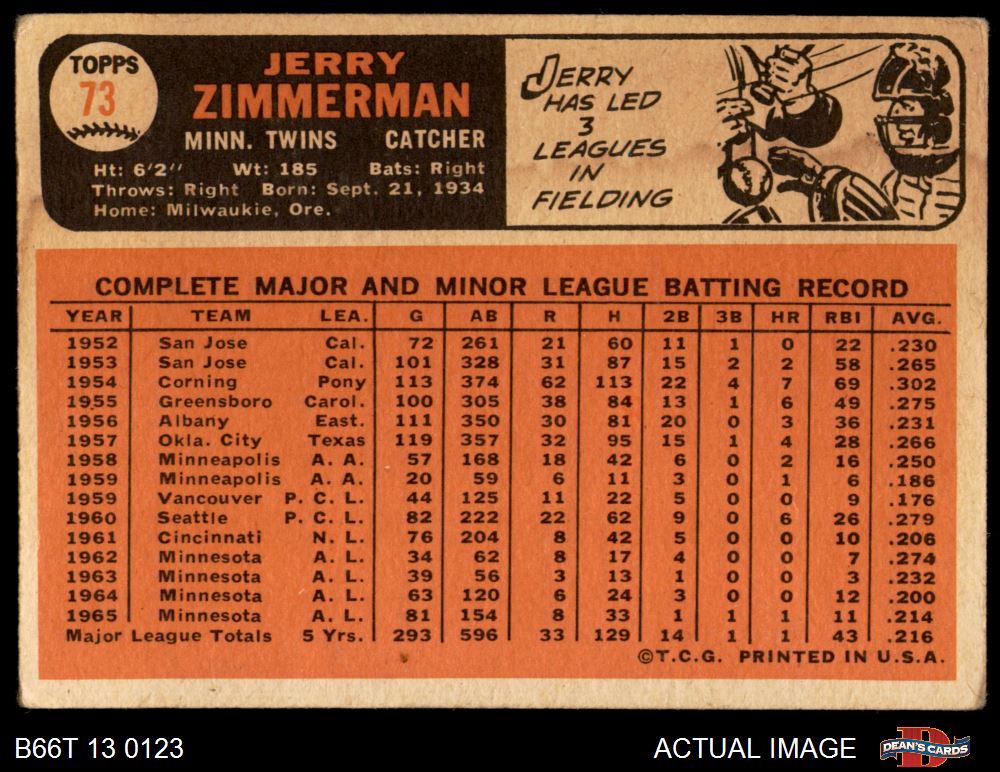 TOPPS
73
JERRY
ZIMMERMAN
MINN. TWINS CATCHER
Ht: 6'2" Wt: 185 Bats: Right
Throws: Right Born: Sept. 21, 1934
Home: Milwaukie, Ore.
JERRY
HAS LED
3
LEAGUES
IN
FIELDING
COMPLETE MAJOR AND MINOR LEAGUE BATTING RECORD
YEAR TEAM LEA. G AB R H 2B 3B HR RBI AVG.
1952 San Jose Cal. 72 261 21 60 11 1 0 22 .230
1953 San Jose Cal. 101 328 31 87 15 2 2 58 .265
1954 Corning Pony 113 374 62 113 22 4 7 69 .302
1955 Greensboro Carol. 100 305 38 84 13 1 6 49 .275
1956 Albany East. 111 350 30 81 20 0 3 36 .231
1957 Okla. City Texas 119 357 32 95 15 1 4 28 .266
1958 Minneapolis A. A. 57 168 18 42 6 0 2 16 .250
1959 Minneapolis A. A. 20 59 6 11 3 0 1 6 .186
1959 Vancouver P. C. L. 44 125 11 22 5 0 0 9 .176
1960 Seattle P. C. L. 82 222 22 62 9 0 6 26 .279
1961 Cincinnati N. L. 76 204 8 42 5 0 0 10 .206
1962 Minnesota A. L. 34 62 8 17 4 0 0 7 .274
1963 Minnesota A. L. 39 56 3 13 1 0 0 3 .232
1964 Minnesota A. L. 63 120 6 24 3 0 0 12 .200
1965 Minnesota A. L. 81 154 8 33 1 1 1 11 .214
Major League Totals 5 Yrs. 293 596 33 129 14 1 1 43 .216
©T.C.G. PRINTED IN U.S.A.
B66T 13 0123 ACTUAL IMAGE DEAN'S CARDS